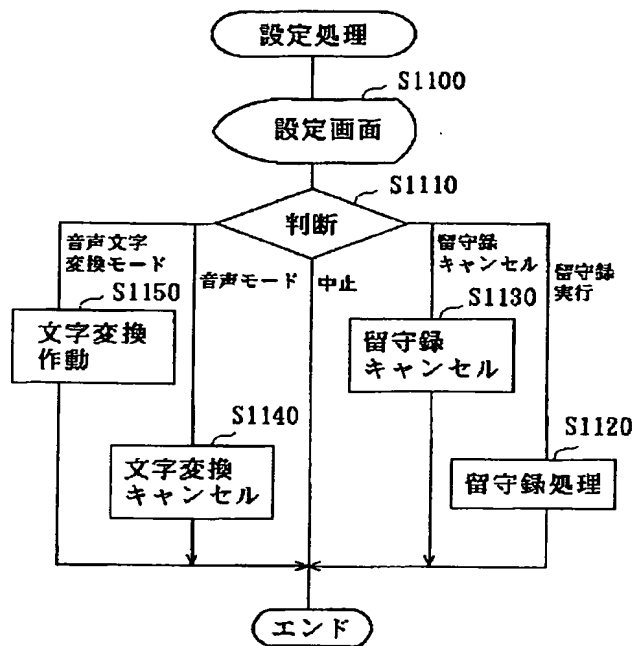 設定処理
S1100
設定画面
S1110
判断
音声文字
変換モード
音声モード
中止
留守録
キャンセル
留守録
実行
S1150
文字変換
作動
S1130
留守録
キャンセル
S1140
文字変換
キャンセル
S1120
留守録処理
エンド